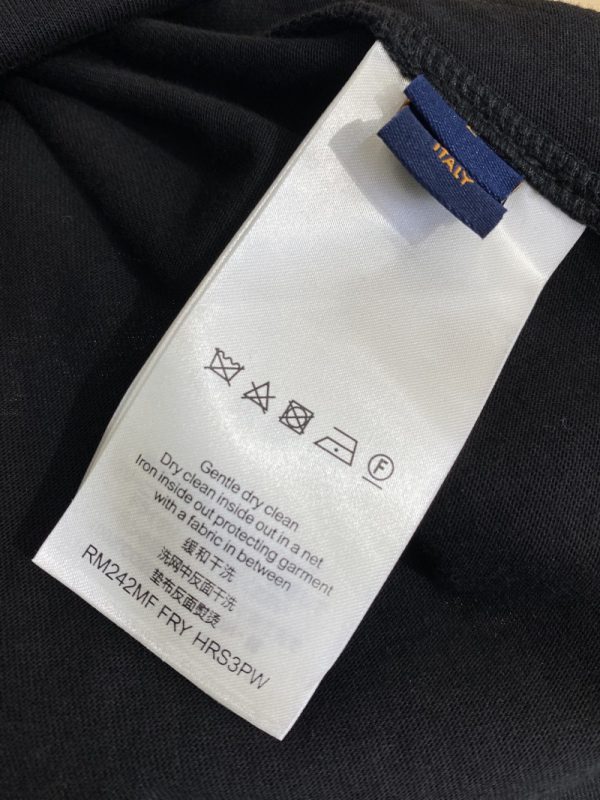 ITALY
F
Gentle dry clean
Dry clean inside out in a net
Iron inside out protecting garment
with a fabric in between
缓和干洗
洗网中反面干洗
垫布反面熨烫
RM242MF FRY HRS3PW